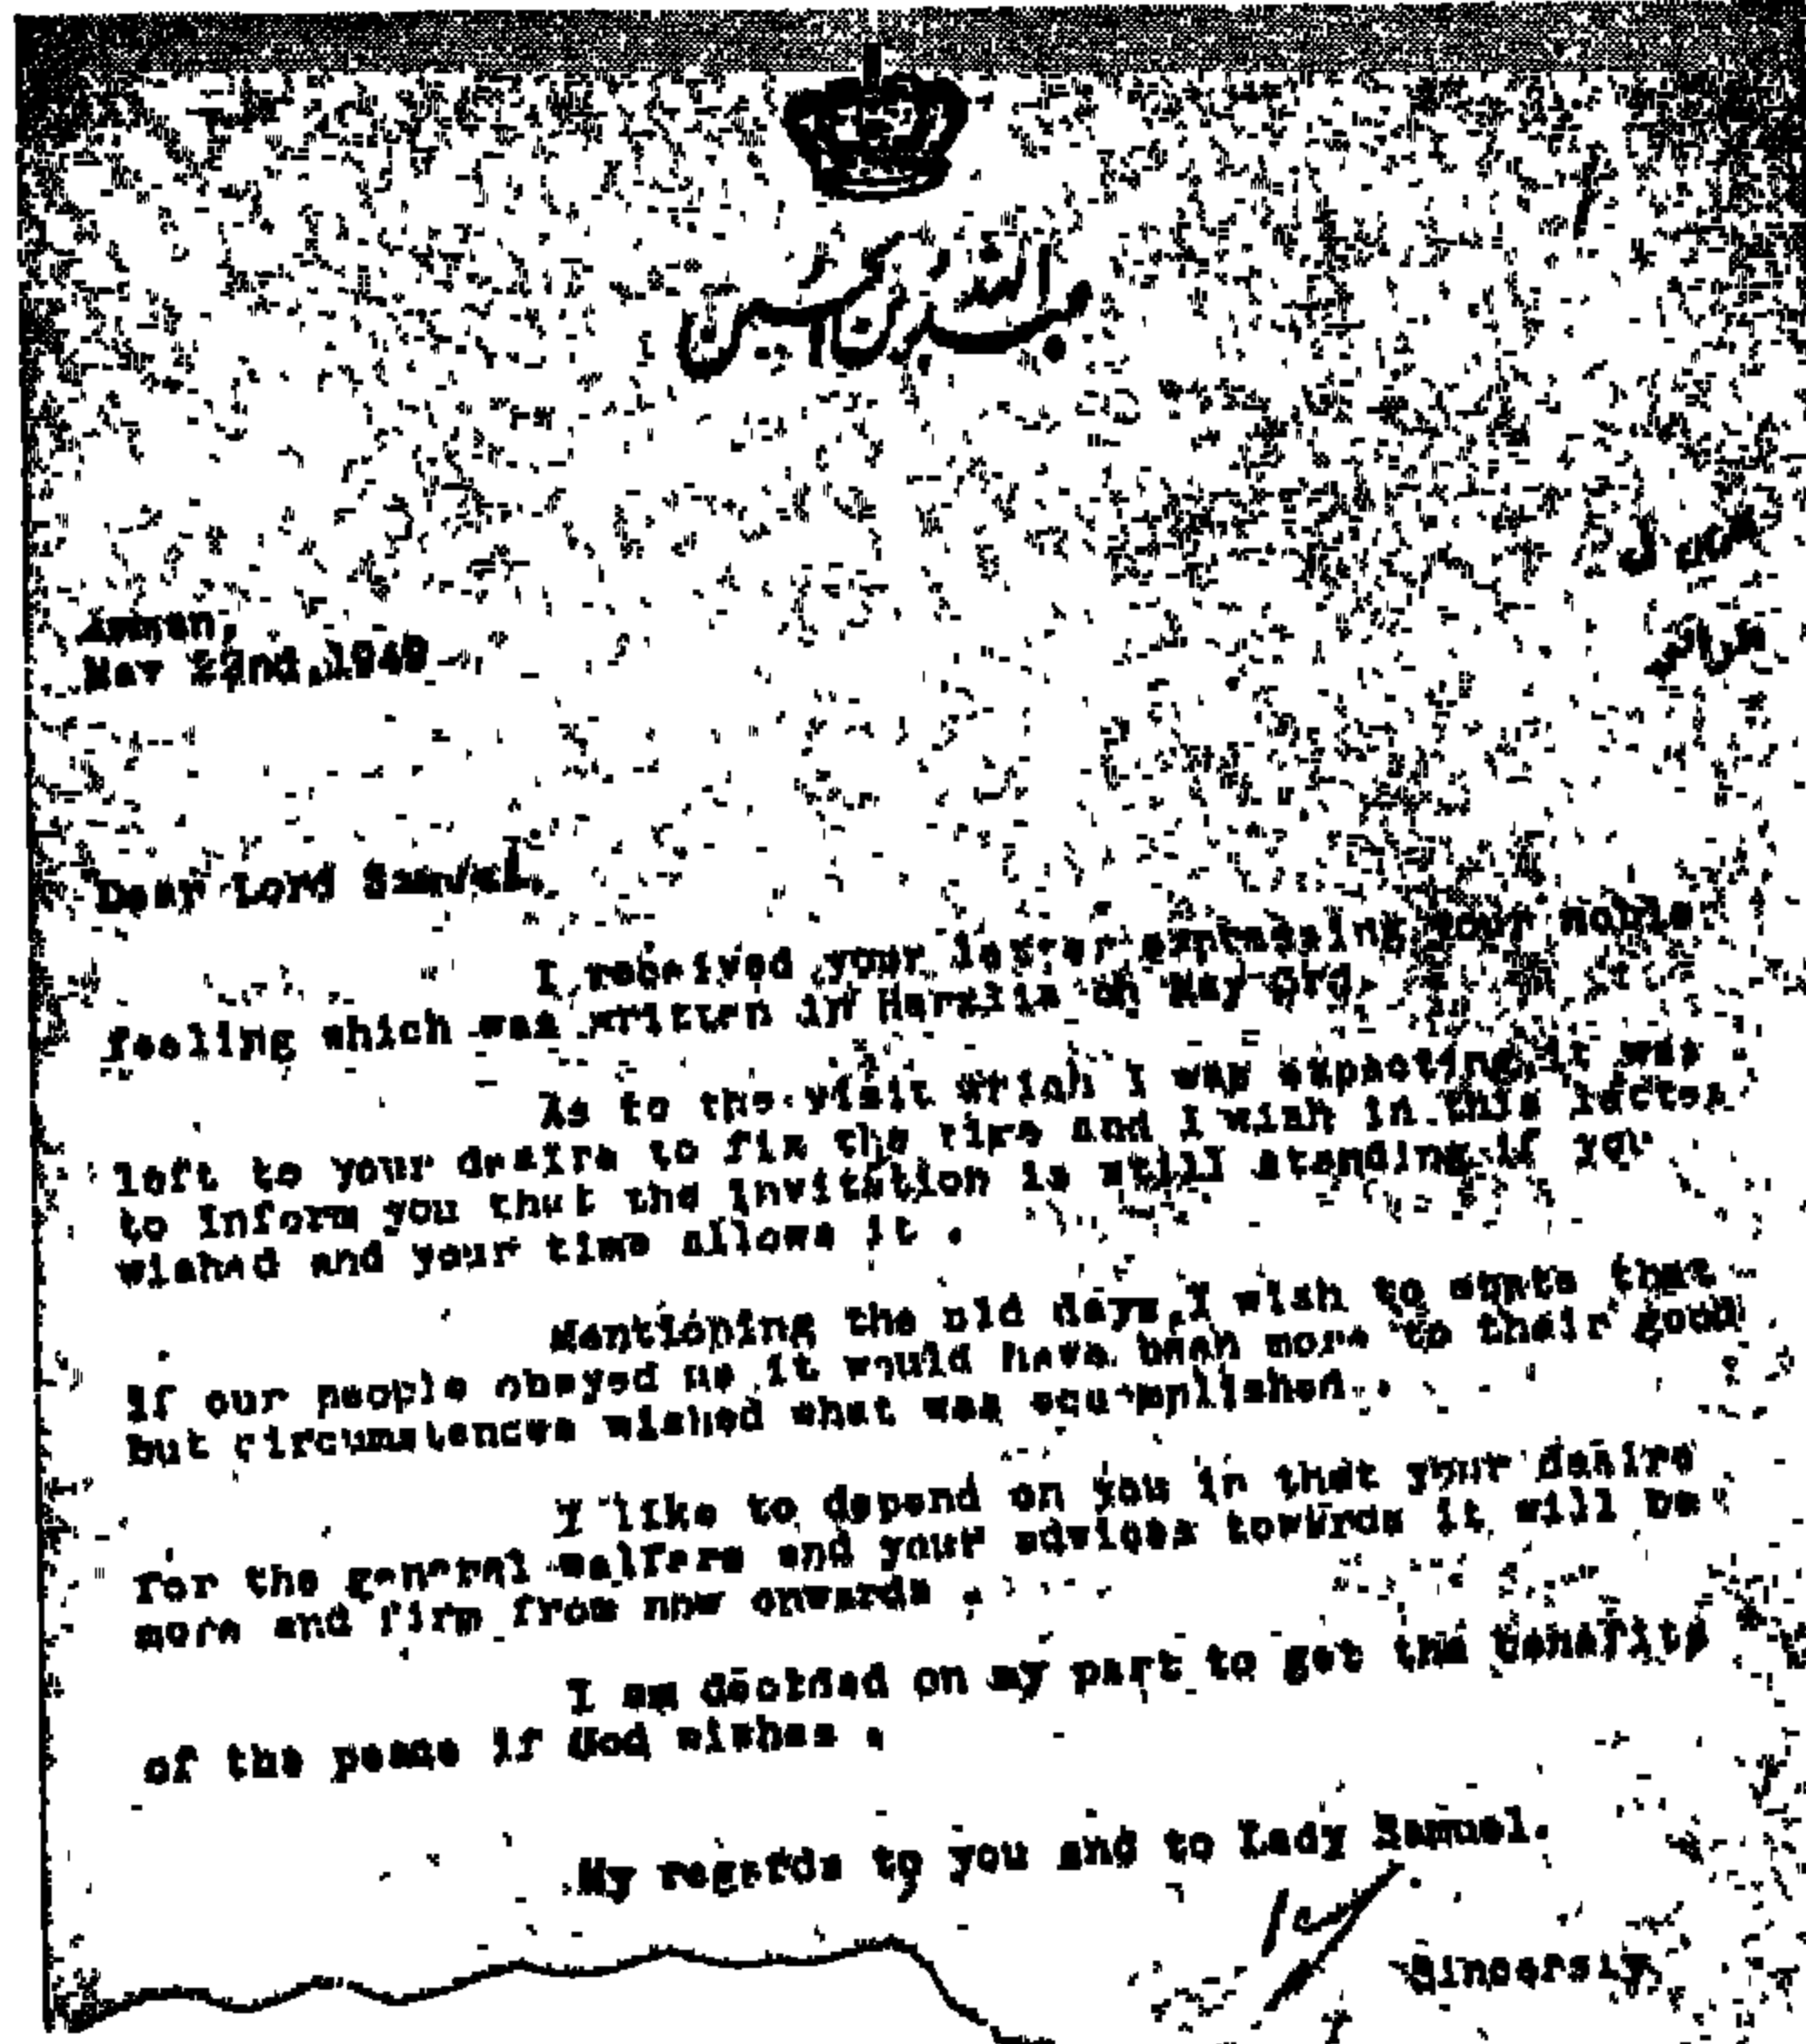 عبد الله بن الحسين
Amman,
May 22nd,1949
Dear Lord Samuel.
I received your letter expressing your noble
feeling which was written in Herzlia on May 3rd.
As to the visit which I was expecting,it was
left to your desire to fix the time and I wish in this letter
to inform you that the invitation is still standing if you
wished and your time allows it .
Mentioning the old days,I wish to state that
if our people obeyed us it would have been more to their good
but circumstances wished what was accomplished .
I like to depend on you in that your desire
for the general welfare and your advices towards it will be
more and firm from now onwards .
I am decided on my part to get the benefits
of the peace if God wishes .
My regards to you and to Lady Samuel.
Sincerely